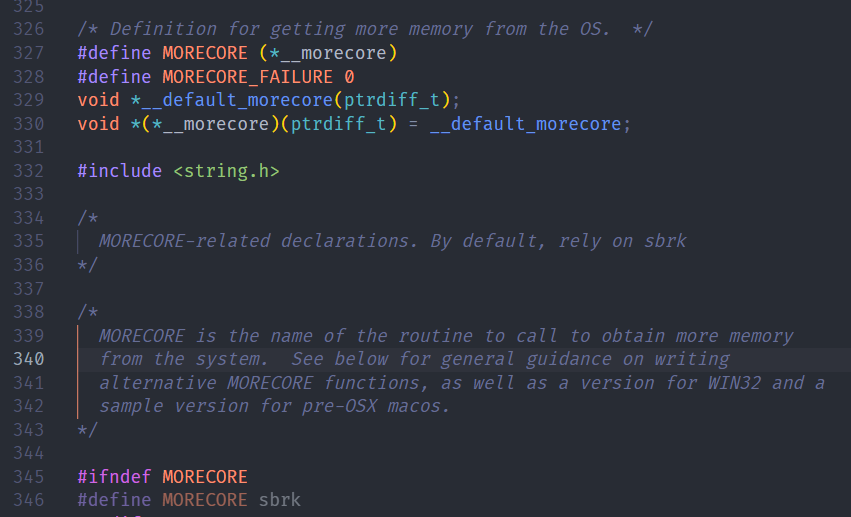 325
326 /* Definition for getting more memory from the OS.  */
327 #define MORECORE (*__morecore)
328 #define MORECORE_FAILURE 0
329 void *__default_morecore(ptrdiff_t);
330 void *(*__morecore)(ptrdiff_t) = __default_morecore;
331
332 #include <string.h>
333
334 /*
335   MORECORE-related declarations. By default, rely on sbrk
336 */
337
338 /*
339   MORECORE is the name of the routine to call to obtain more memory
340   from the system.  See below for general guidance on writing
341   alternative MORECORE functions, as well as a version for WIN32 and a
342   sample version for pre-OSX macos.
343 */
344
345 #ifndef MORECORE
346 #define MORECORE sbrk